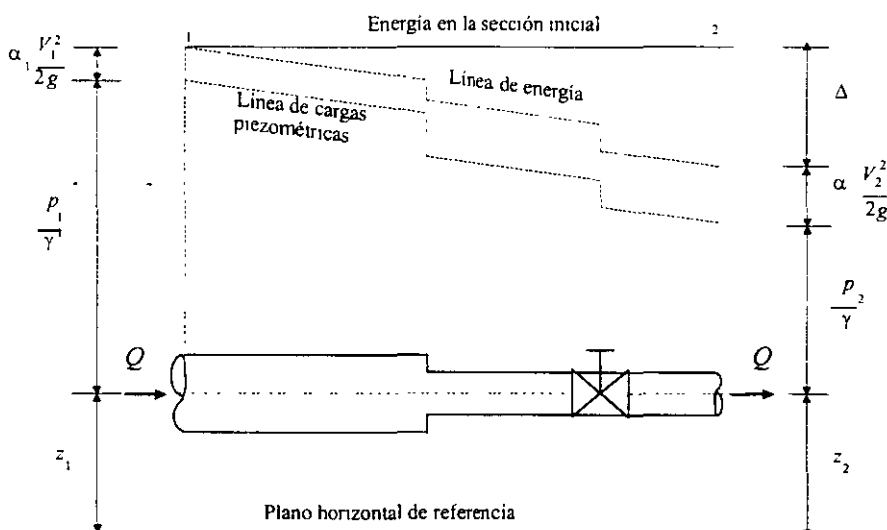 Energía en la sección inicial
1
2
α₁ V₁²/2g
Línea de energía
Línea de cargas
piezométricas
Δ
α V₂²/2g
p₁/γ
p₂/γ
Q
Q
z₁
z₂
Plano horizontal de referencia